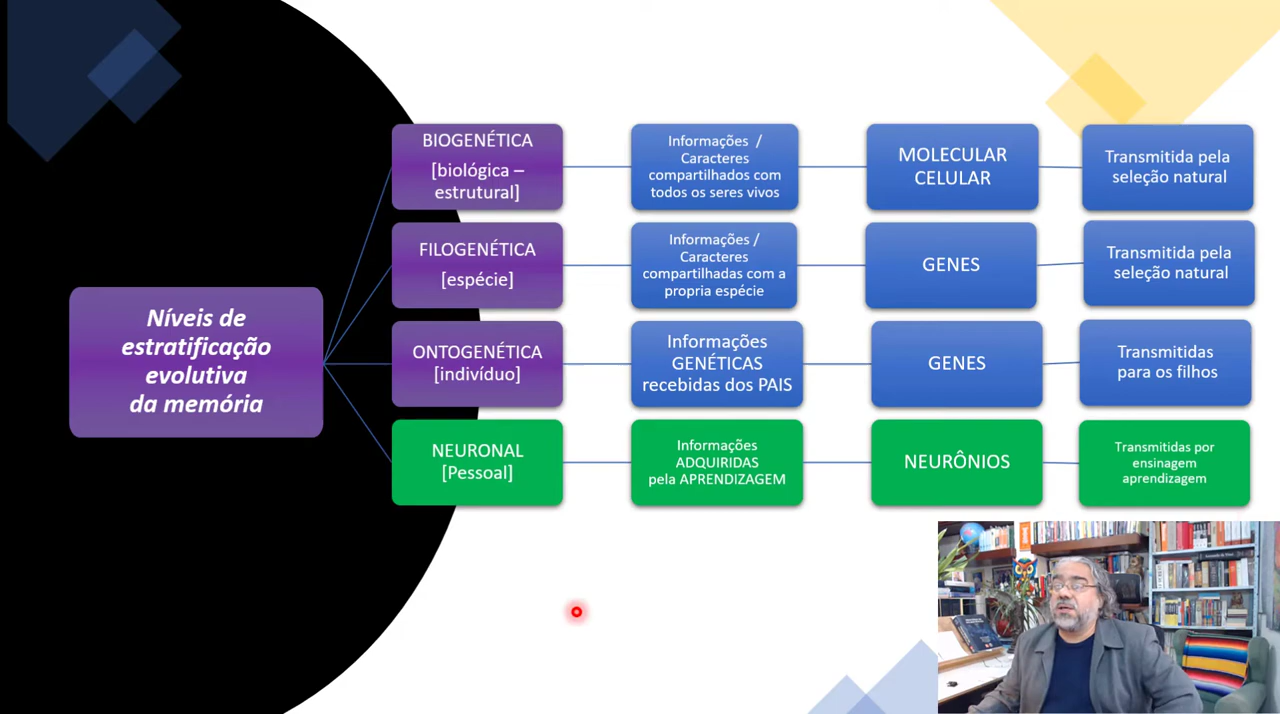 Níveis de
estratificação
evolutiva
da memória
BIOGENÉTICA
[biológica –
estrutural]
Informações /
Caracteres
compartilhados com
todos os seres vivos
MOLECULAR
CELULAR
Transmitida pela
seleção natural
FILOGENÉTICA
[espécie]
Informações /
Caracteres
compartilhadas com a
propria espécie
GENES
Transmitida pela
seleção natural
ONTOGENÉTICA
[indivíduo]
Informações
GENÉTICAS
recebidas dos PAIS
GENES
Transmitidas
para os filhos
NEURONAL
[Pessoal]
Informações
ADQUIRIDAS
pela APRENDIZAGEM
NEURÔNIOS
Transmitidas por
ensinagem
aprendizagem